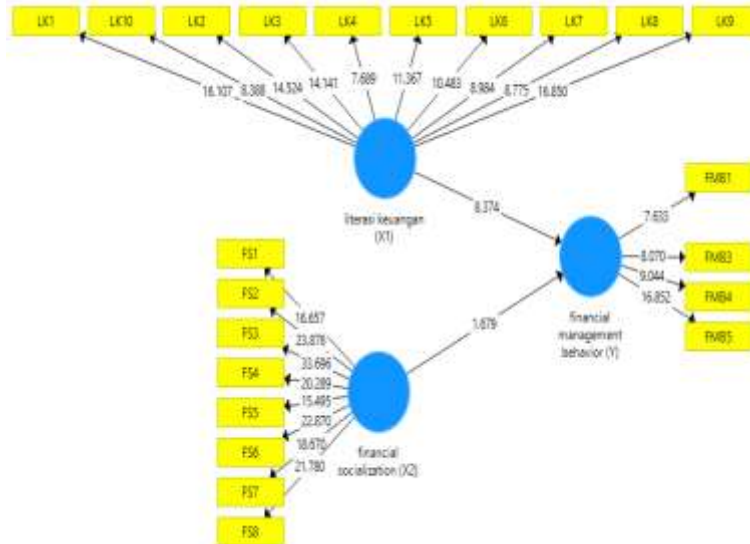 LK1
LK10
LK2
LK3
LK4
LK5
LK6
LK7
LK8
LK9
16.107
8.388
14.524
14.141
7.689
11.367
10.483
8.984
8.775
16.850
literasi keuangan
(X1)
8.374
FMB1
7.633
FMB3
8.070
9.044
FMB4
16.852
FMB5
financial
management
behavior (Y)
1.679
FS1
FS2
FS3
FS4
FS5
FS6
FS7
FS8
16.657
23.876
33.696
20.289
15.495
22.870
18.670
21.780
financial
socialization (X2)